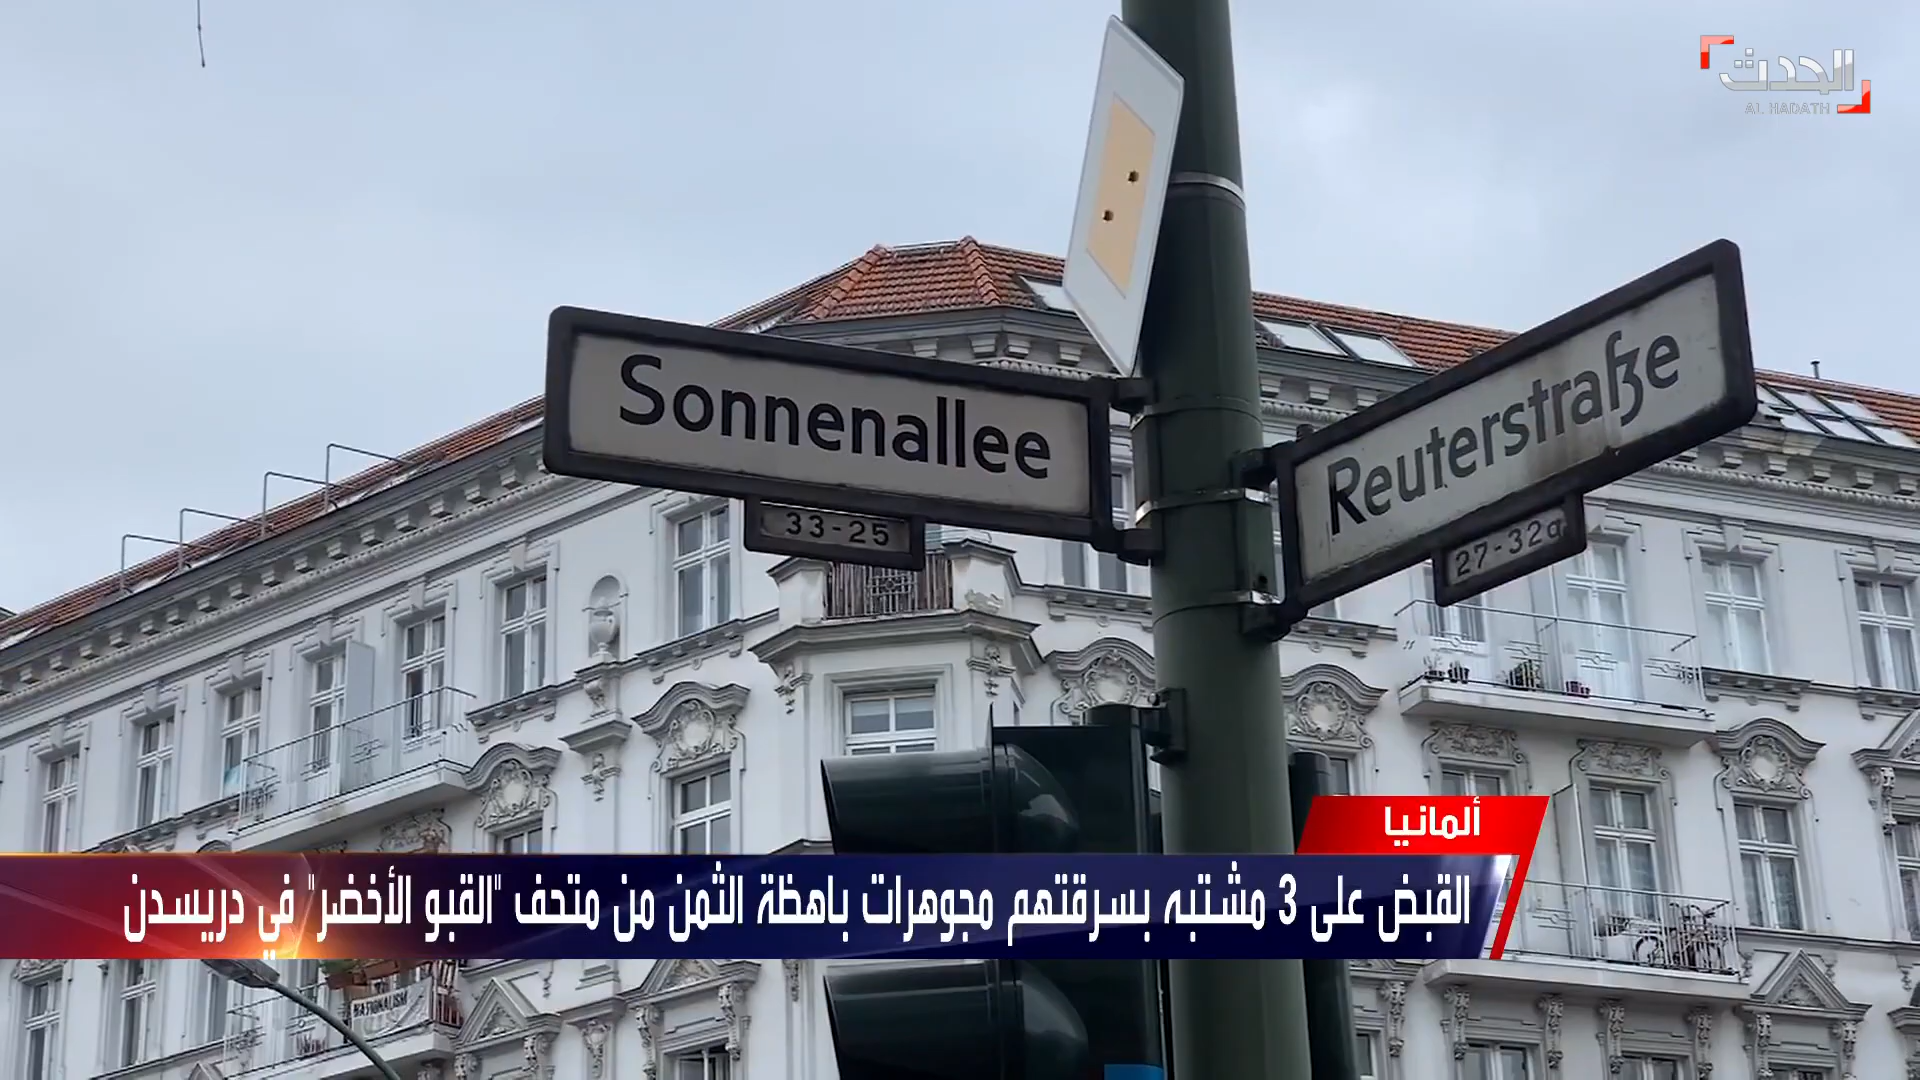 الحدث
AL HADATH
Sonnenallee
33-25
Reuterstraße
27-32a
ألمانيا
القبض على 3 مشتبه بسرقتهم مجوهرات باهظة الثمن من متحف "القبو الأخضر" في دريسدن
NATIONALISM